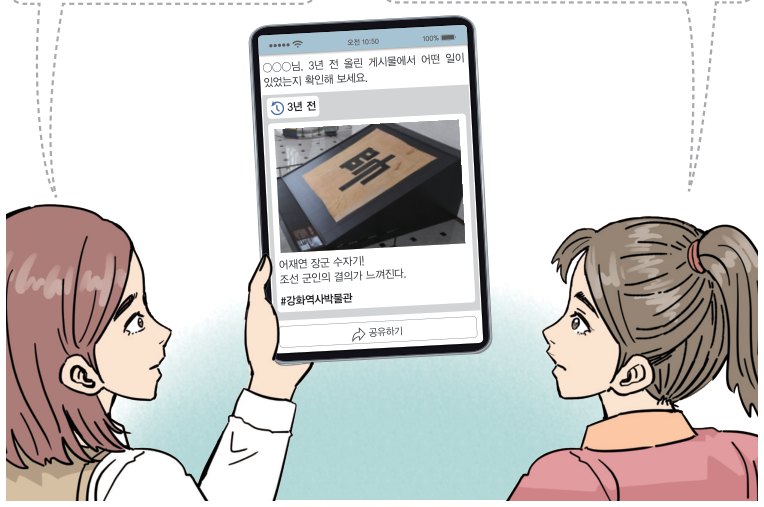 오전 10:50
100%
○○○님, 3년 전 올린 게시물에서 어떤 일이
있었는지 확인해 보세요.
3년 전
帥
어재연 장군 수자기!
조선 군인의 결의가 느껴진다.
#강화역사박물관
공유하기